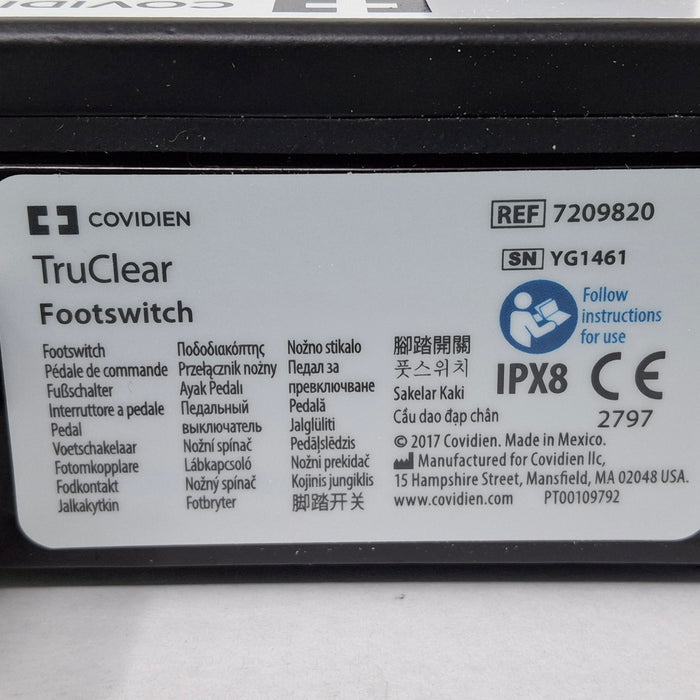 COVIDIEN
COVIDIEN
TruClear
Footswitch
REF 7209820
SN YG1461
Follow
instructions
for use
Footswitch
Pédale de commande
Fußschalter
Interruttore a pedale
Pedal
Voetschakelaar
Fotomkopplare
Fodkontakt
Jalkakytkin
Ποδοδιακόπτης
Przełącznik nożny
Ayak Pedalı
Педальный
выключатель
Nožní spínač
Lábkapcsoló
Nožný spínač
Fotbryter
Nožno stikalo
Педал за
превключване
Pedală
Jalglüliti
Pedāļslēdzis
Nožni prekidač
Kojinis jungiklis
脚踏开关
腳踏開關
풋스위치
Sakelar Kaki
Cầu dao đạp chân
IPX8 CE
2797
© 2017 Covidien. Made in Mexico.
Manufactured for Covidien llc,
15 Hampshire Street, Mansfield, MA 02048 USA.
www.covidien.com PT00109792